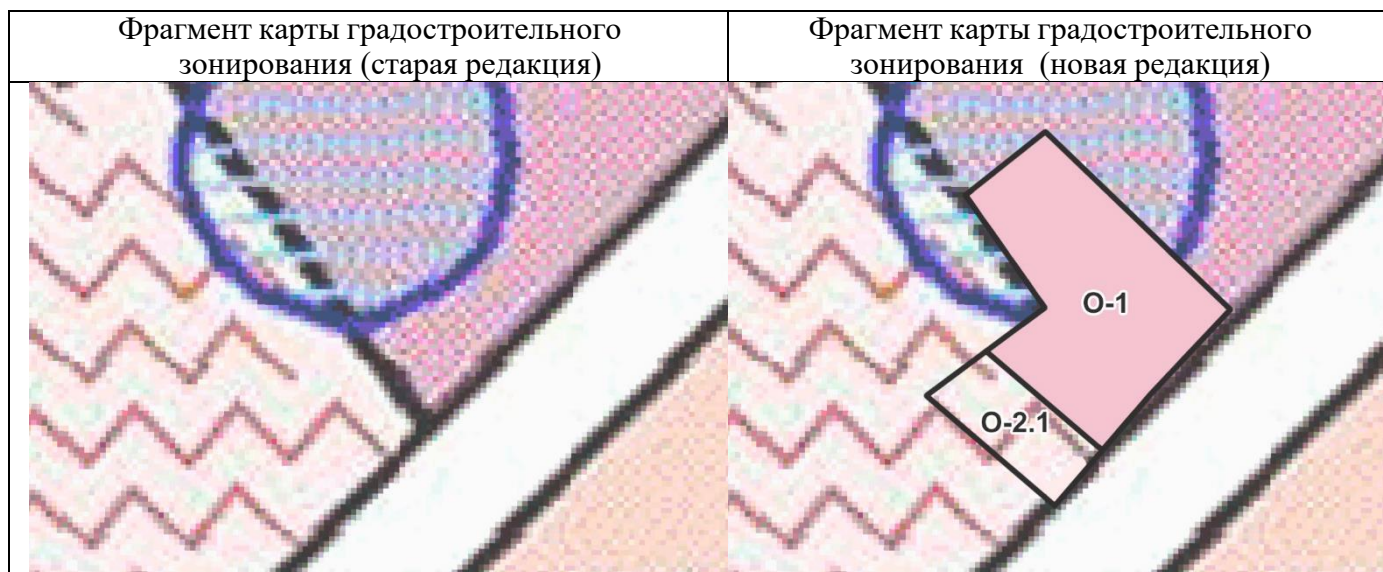 Фрагмент карты градостроительного
зонирования (старая редакция)
Фрагмент карты градостроительного
зонирования (новая редакция)
О-1
О-2.1